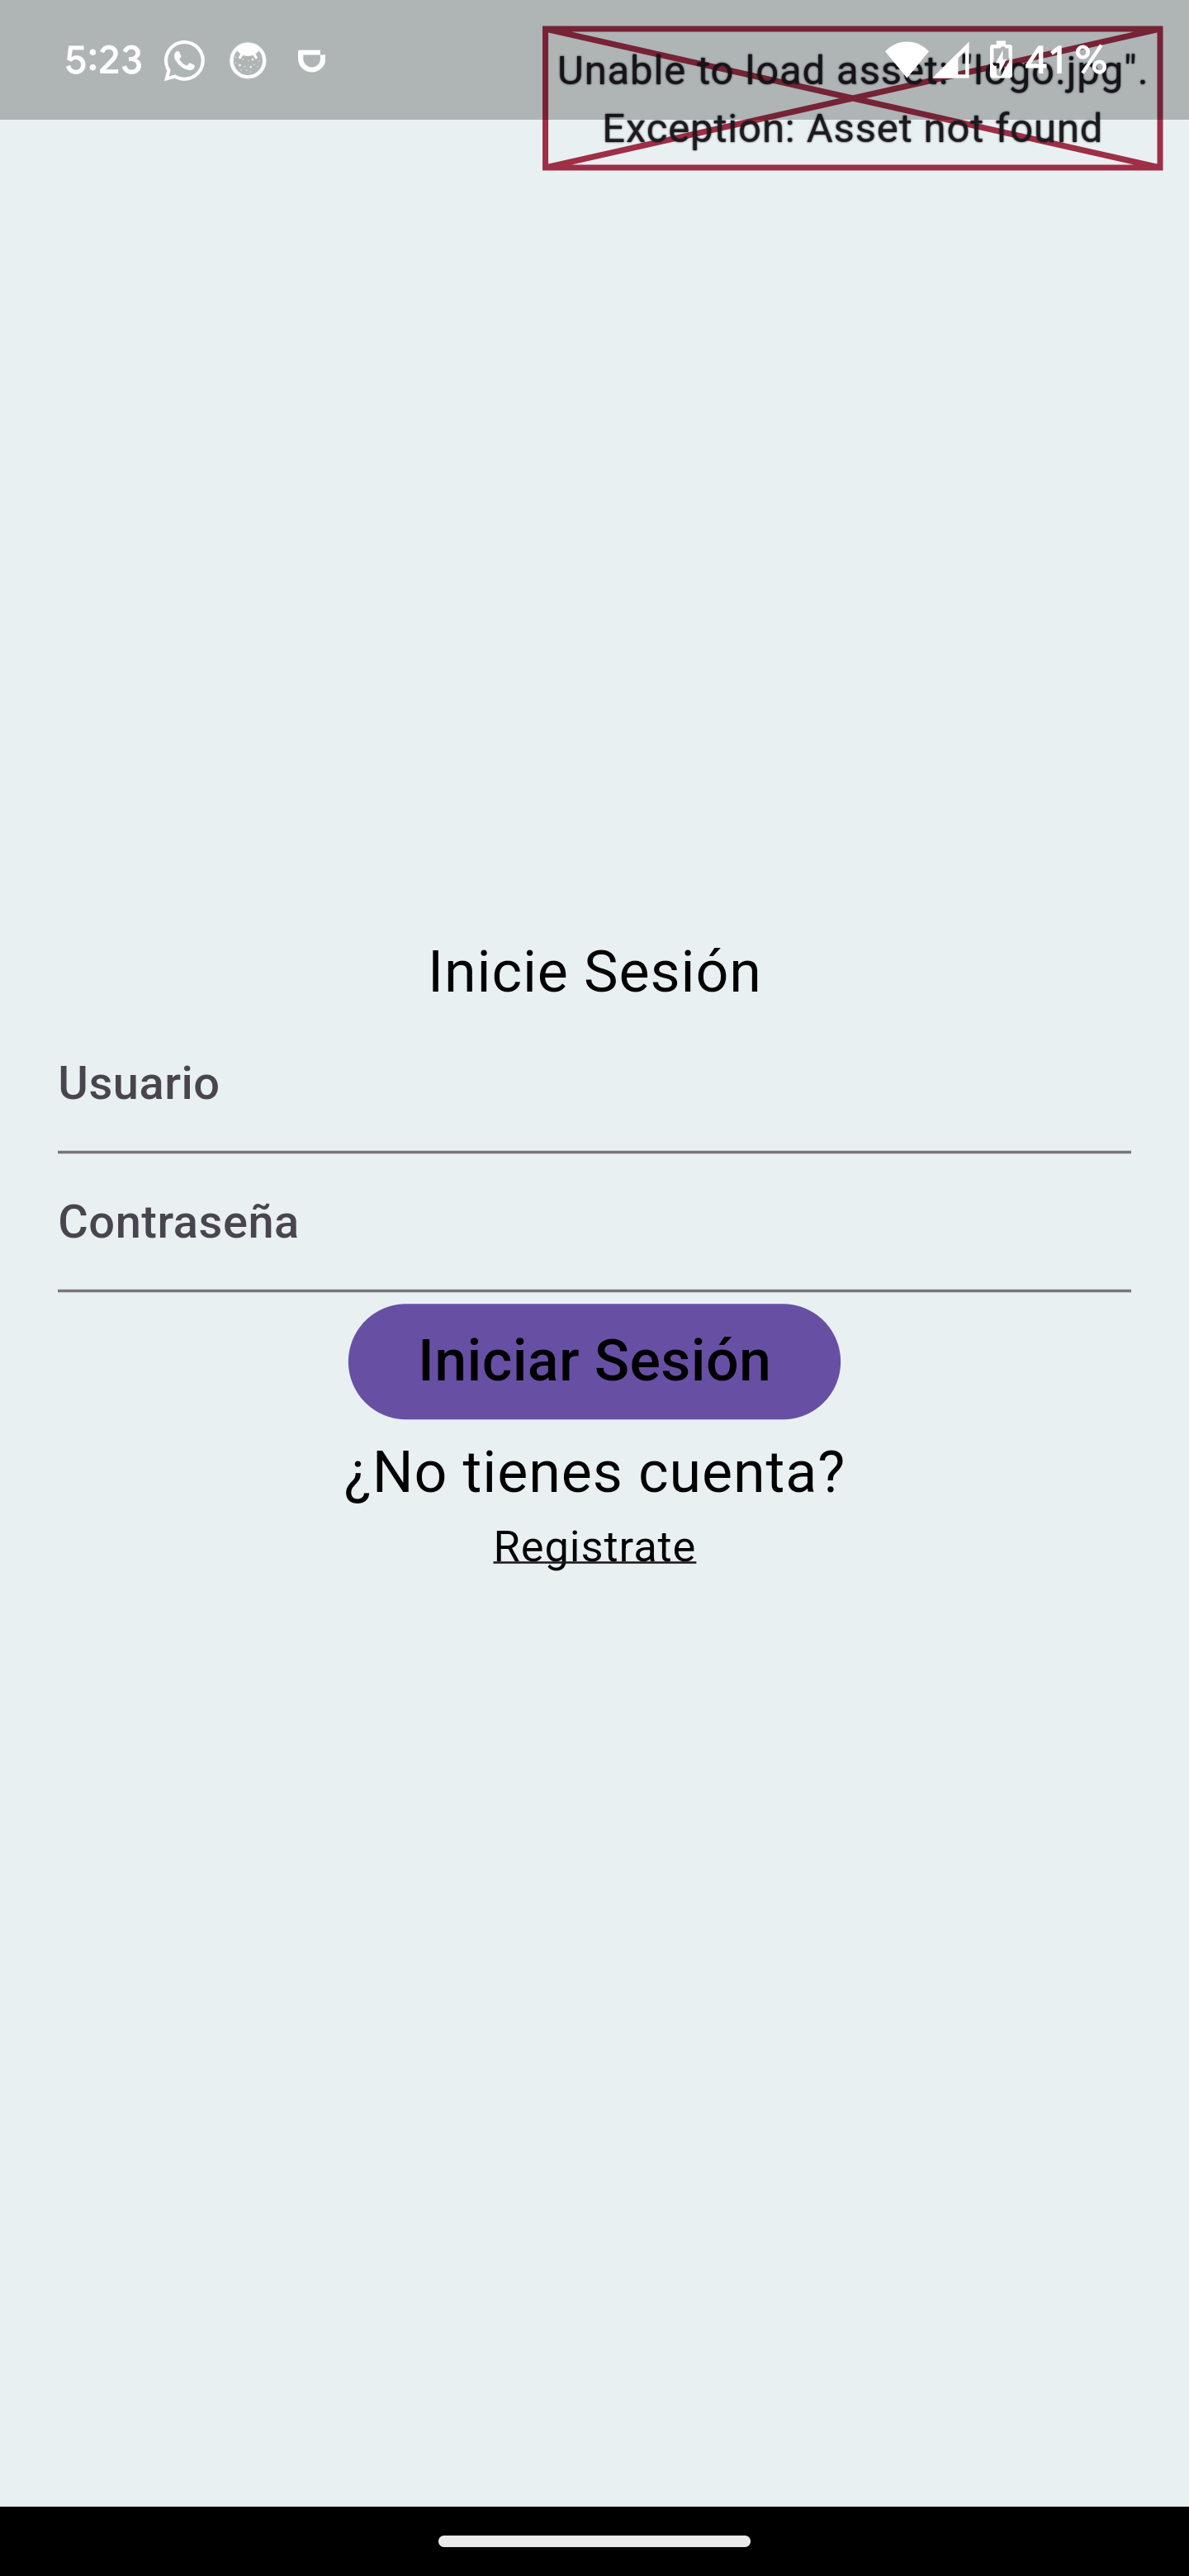 5:23
41%
Unable to load asset: "logo.jpg".
Exception: Asset not found
Inicie Sesión
Usuario
Contraseña
Iniciar Sesión
¿No tienes cuenta?
Registrate